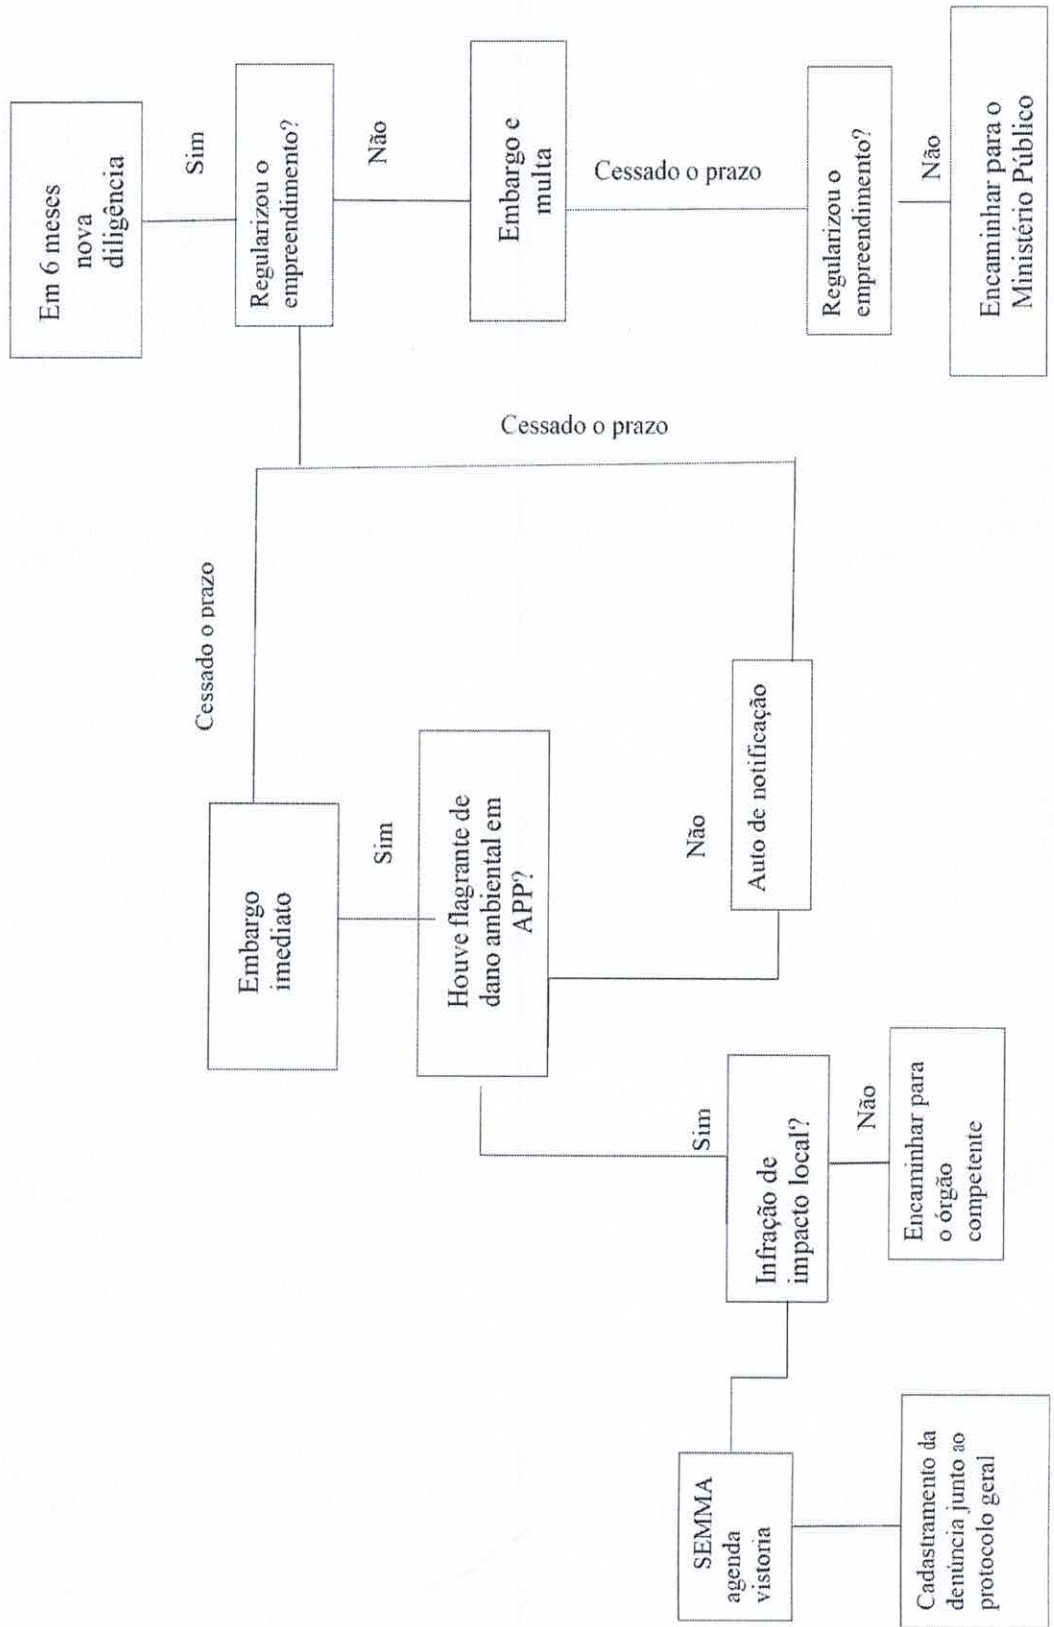 Cadastramento da
denúncia junto ao
protocolo geral
SEMMA
agenda
vistoria
Infração de
impacto local?
Não
Encaminhar para
o órgão
competente
Sim
Houve flagrante de
dano ambiental em
APP?
Sim
Embargo
imediato
Cessado o prazo
Não
Auto de notificação
Cessado o prazo
Regularizou o
empreendimento?
Sim
Em 6 meses
nova
diligência
Não
Embargo e
multa
Cessado o prazo
Regularizou o
empreendimento?
Não
Encaminhar para o
Ministério Público